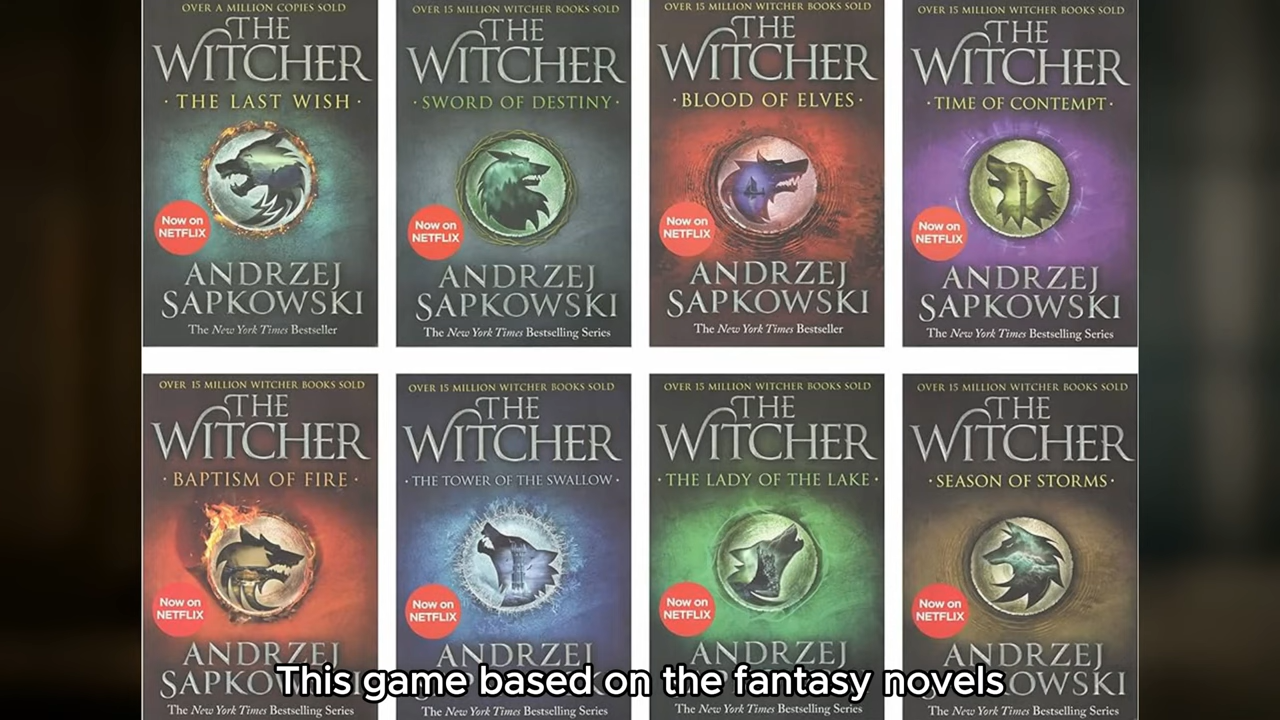 OVER A MILLION COPIES SOLD
THE
WITCHER
· THE LAST WISH ·
Now on
NETFLIX
ANDRZEJ
SAPKOWSKI
The New York Times Bestseller
OVER 15 MILLION WITCHER BOOKS SOLD
THE
WITCHER
· SWORD OF DESTINY ·
Now on
NETFLIX
ANDRZEJ
SAPKOWSKI
The New York Times Bestselling Series
OVER 15 MILLION WITCHER BOOKS SOLD
THE
WITCHER
· BLOOD OF ELVES ·
Now on
NETFLIX
ANDRZEJ
SAPKOWSKI
The New York Times Bestseller
OVER 15 MILLION WITCHER BOOKS SOLD
THE
WITCHER
· TIME OF CONTEMPT ·
Now on
NETFLIX
ANDRZEJ
SAPKOWSKI
The New York Times Bestselling Series
OVER 15 MILLION WITCHER BOOKS SOLD
THE
WITCHER
· BAPTISM OF FIRE ·
Now on
NETFLIX
ANDRZEJ
SAPKOWSKI
The New York Times Bestselling Series
OVER 15 MILLION WITCHER BOOKS SOLD
THE
WITCHER
· THE TOWER OF THE SWALLOW ·
Now on
NETFLIX
ANDRZEJ
SAPKOWSKI
The New York Times Bestselling Series
OVER 15 MILLION WITCHER BOOKS SOLD
THE
WITCHER
· THE LADY OF THE LAKE ·
Now on
NETFLIX
ANDRZEJ
SAPKOWSKI
The New York Times Bestselling Series
OVER 15 MILLION WITCHER BOOKS SOLD
THE
WITCHER
· SEASON OF STORMS ·
Now on
NETFLIX
ANDRZEJ
SAPKOWSKI
The New York Times Bestselling Series
This game based on the fantasy novels